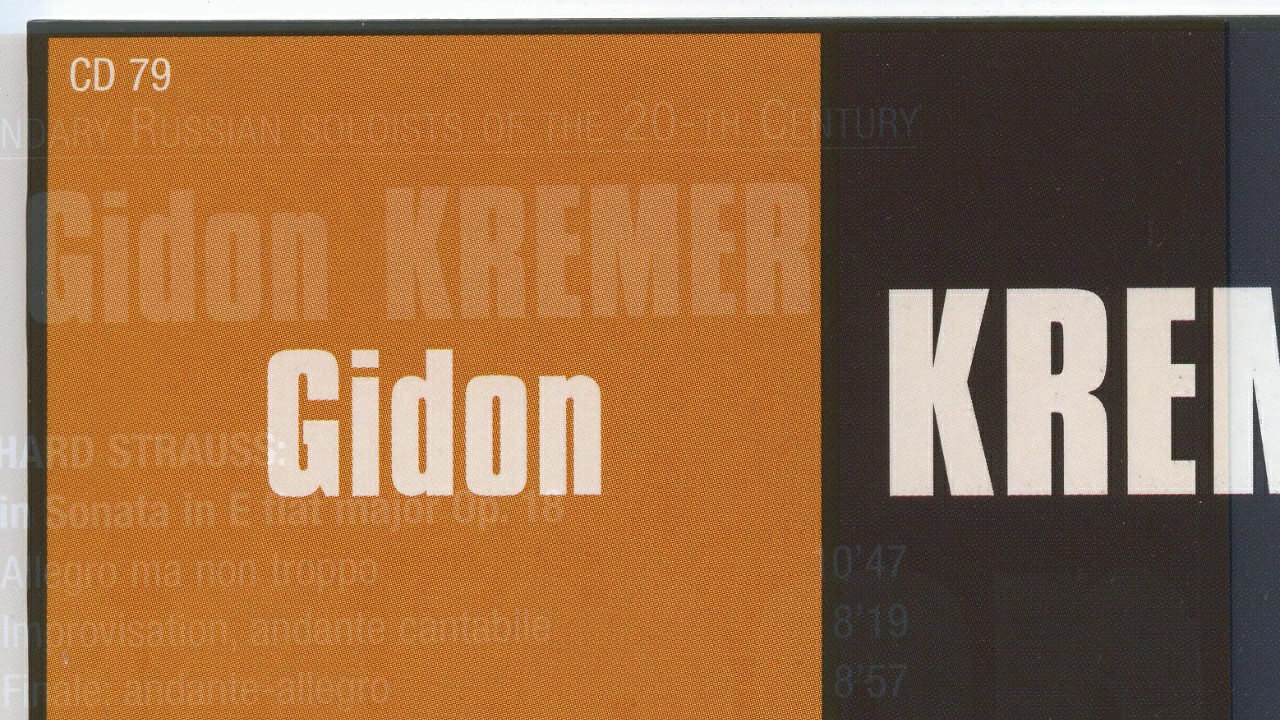 CD 79
NDARY RUSSIAN SOLOISTS OF THE 20-TH CENTURY
Gidon KREMER
Gidon KREM
HARD STRAUSS:
in Sonata in E flat major Op. 18
Allegro ma non troppo 0'47
Improvisation, andante cantabile 8'19
Finale: andante-allegro 8'57